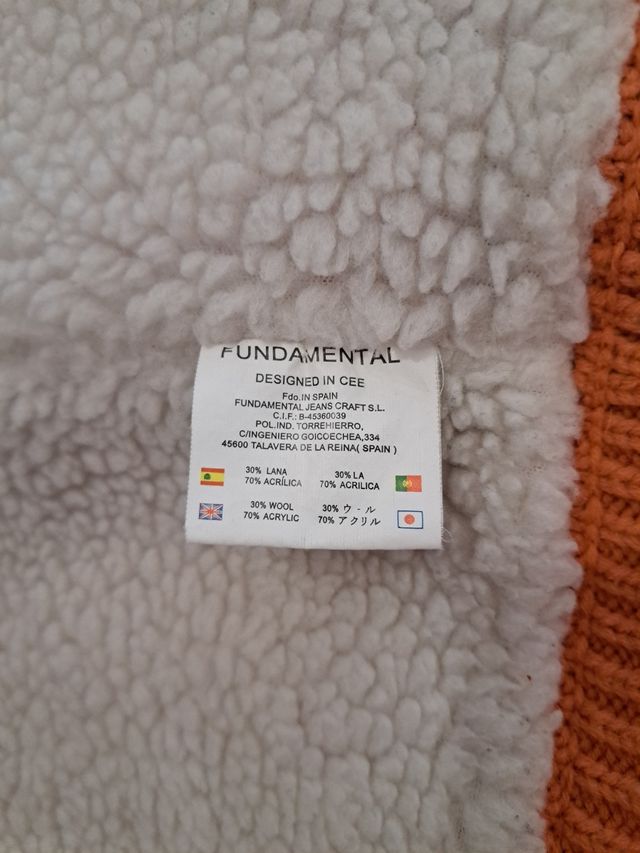 FUNDAMENTAL
DESIGNED IN CEE
Fdo.IN SPAIN
FUNDAMENTAL JEANS CRAFT S.L.
C.I.F.: B-45360039
POL.IND. TORREHIERRO,
C/INGENIERO GOICOECHEA,334
45600 TALAVERA DE LA REINA( SPAIN )
30% LANA
70% ACRÍLICA
30% LA
70% ACRILICA
30% WOOL
70% ACRYLIC
30% ウ - ル
70% アクリル